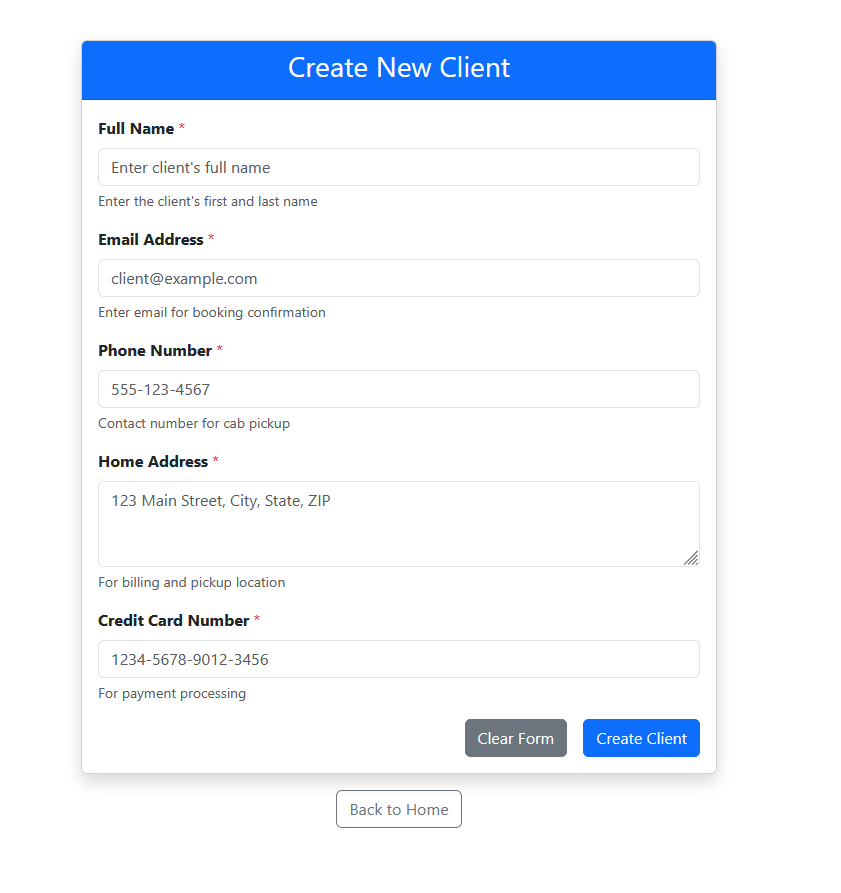 Create New Client
Full Name *
Enter client's full name
Enter the client's first and last name
Email Address *
client@example.com
Enter email for booking confirmation
Phone Number *
555-123-4567
Contact number for cab pickup
Home Address *
123 Main Street, City, State, ZIP
For billing and pickup location
Credit Card Number *
1234-5678-9012-3456
For payment processing
Clear Form Create Client
Back to Home